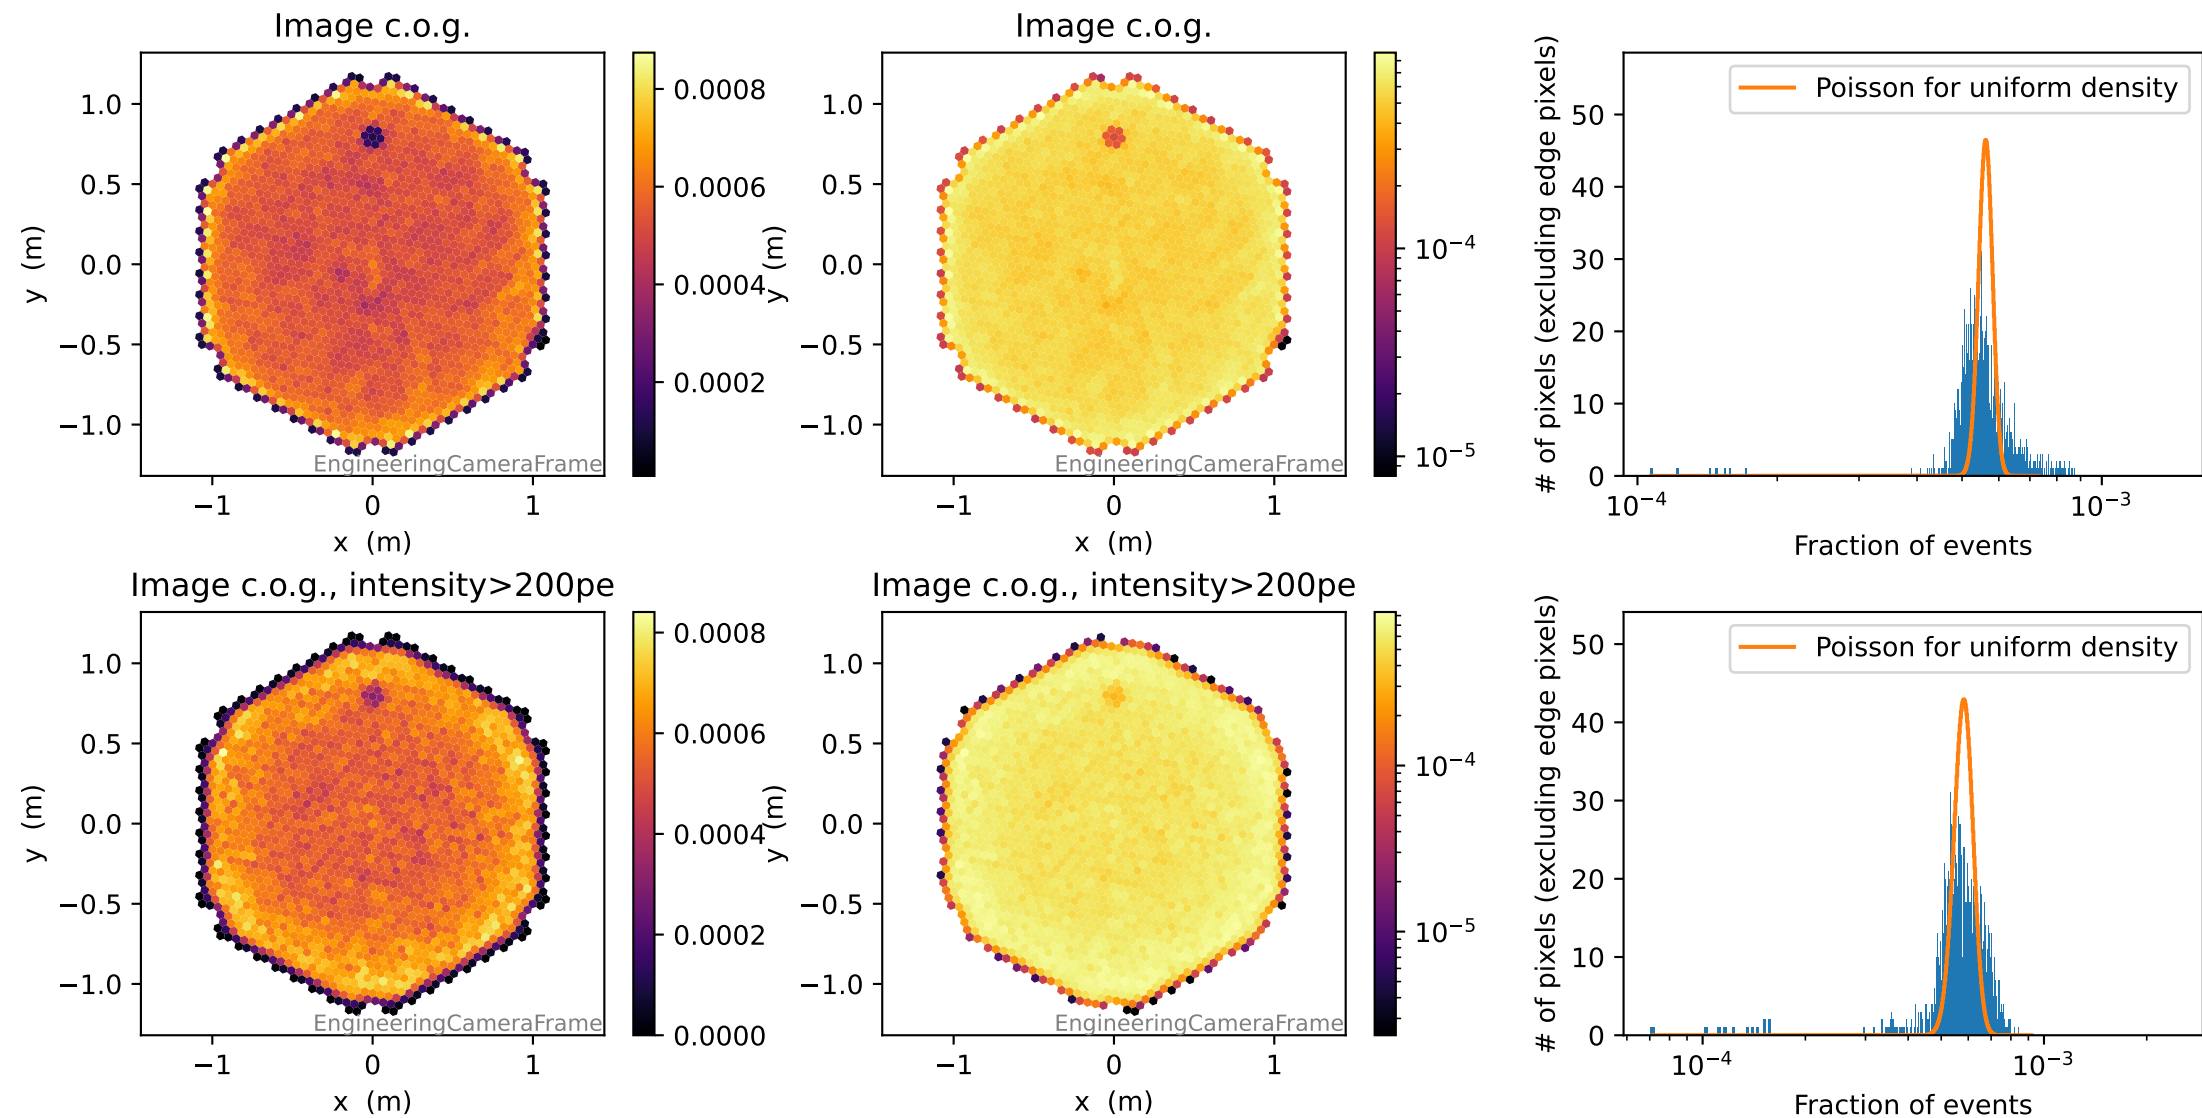 Image c.o.g.
1.0
0.5
0.0
−0.5
−1.0
y (m)
EngineeringCameraFrame
−1
0
1
x (m)
0.0008
0.0006
0.0004
0.0002
Image c.o.g.
1.0
0.5
0.0
−0.5
−1.0
y (m)
EngineeringCameraFrame
−1
0
1
x (m)
10⁻⁴
10⁻⁵
# of pixels (excluding edge pixels)
50
40
30
20
10
0
Poisson for uniform density
10⁻⁴
10⁻³
Fraction of events
Image c.o.g., intensity>200pe
1.0
0.5
0.0
−0.5
−1.0
y (m)
EngineeringCameraFrame
−1
0
1
x (m)
0.0008
0.0006
0.0004
0.0002
0.0000
Image c.o.g., intensity>200pe
1.0
0.5
0.0
−0.5
−1.0
y (m)
EngineeringCameraFrame
−1
0
1
x (m)
10⁻⁴
10⁻⁵
# of pixels (excluding edge pixels)
50
40
30
20
10
0
Poisson for uniform density
10⁻⁴
10⁻³
Fraction of events